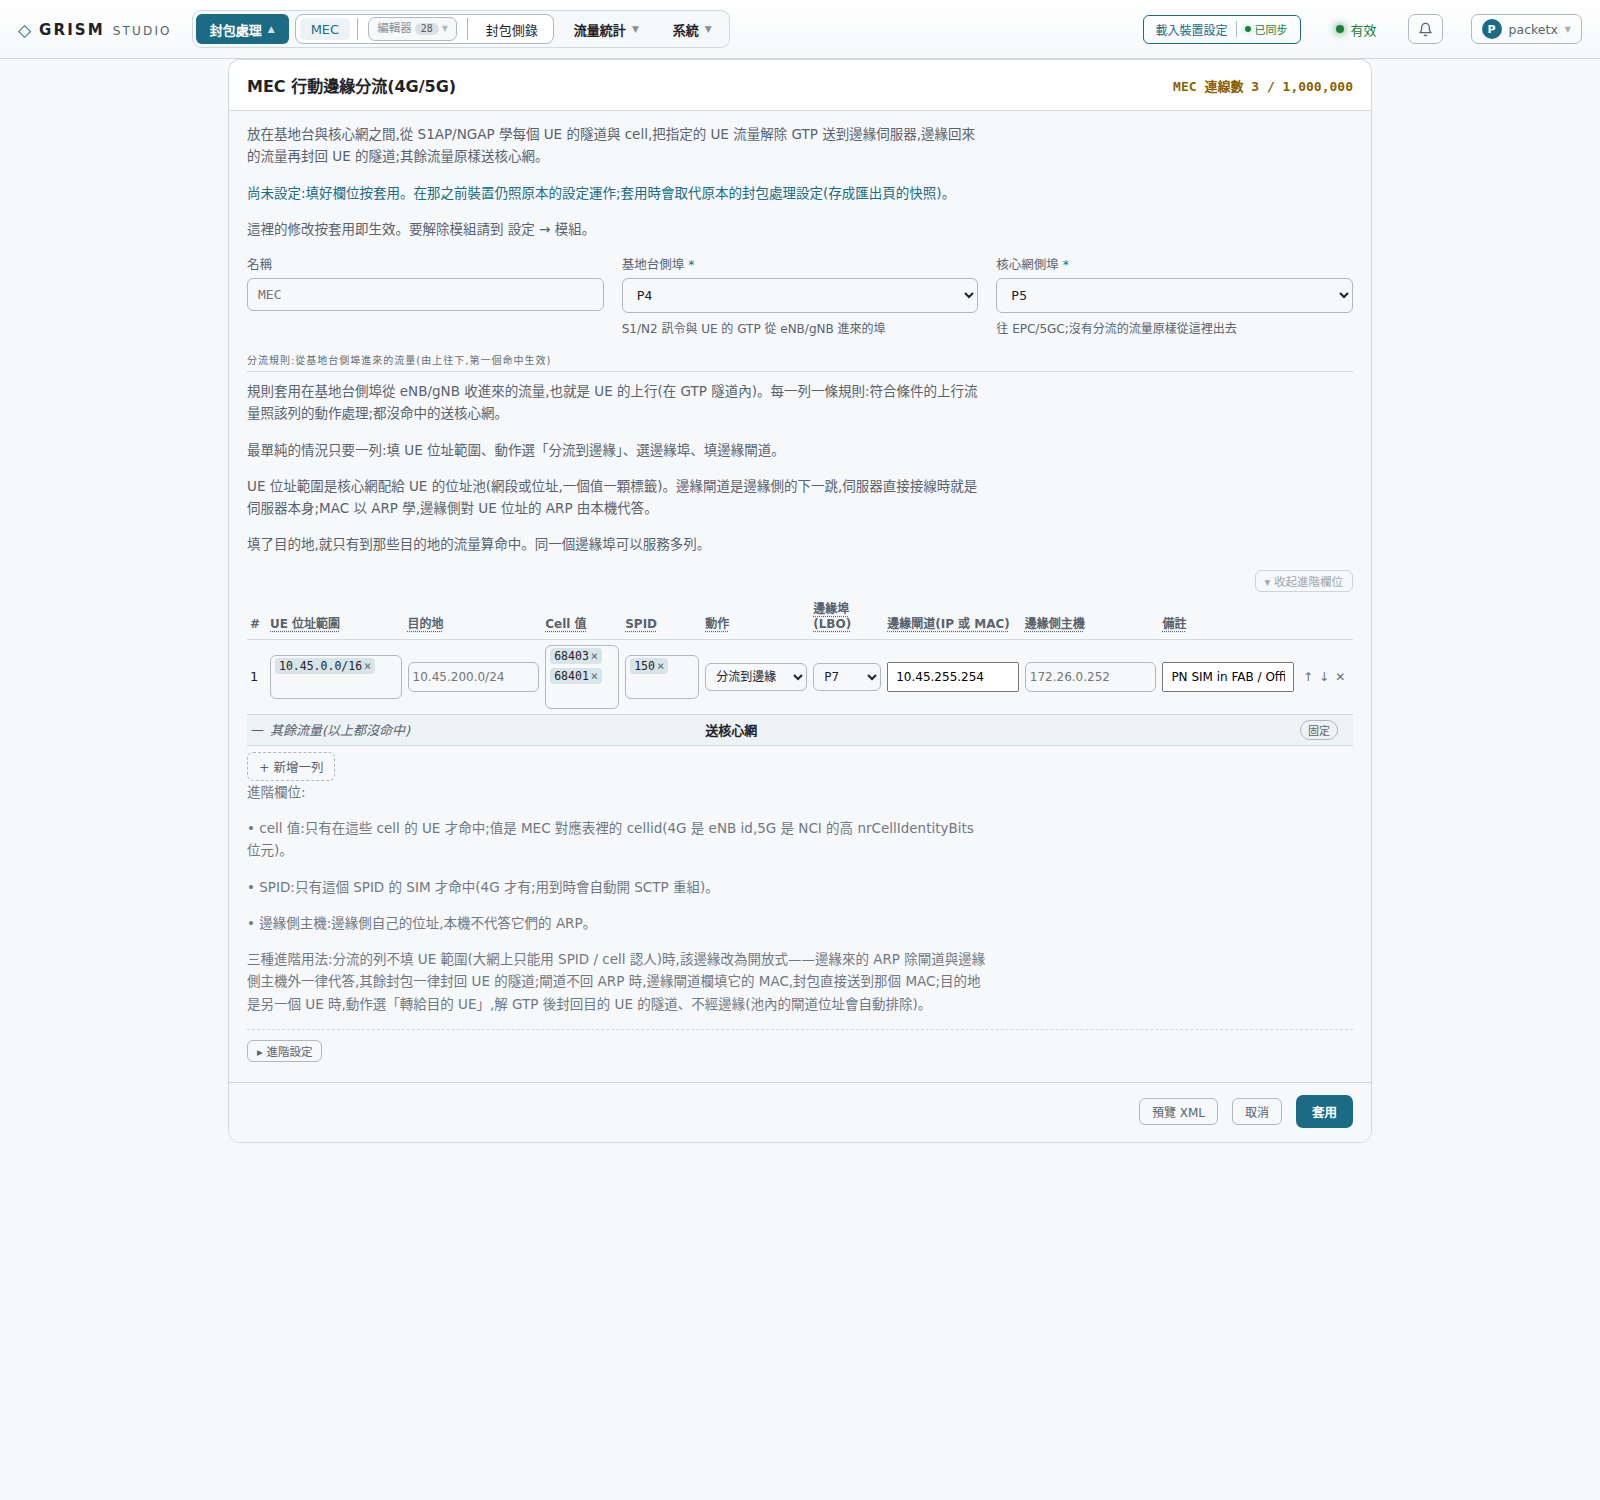 ◇ GRISM STUDIO 封包處理 ▲ MEC 編輯器 28 ▼ 封包側錄 流量統計 ▼ 系統 ▼ 載入裝置設定 已同步 有效 P packetx ▼
MEC 行動邊緣分流(4G/5G) MEC 連線數 3 / 1,000,000
放在基地台與核心網之間,從 S1AP/NGAP 學每個 UE 的隧道與 cell,把指定的 UE 流量解除 GTP 送到邊緣伺服器,邊緣回來
的流量再封回 UE 的隧道;其餘流量原樣送核心網。
尚未設定:填好欄位按套用。在那之前裝置仍照原本的設定運作;套用時會取代原本的封包處理設定(存成匯出頁的快照)。
這裡的修改按套用即生效。要解除模組請到 設定 → 模組。
名稱 基地台側埠 * 核心網側埠 *
MEC P4 P5
S1/N2 訊令與 UE 的 GTP 從 eNB/gNB 進來的埠 往 EPC/5GC;沒有分流的流量原樣從這裡出去
分流規則:從基地台側埠進來的流量(由上往下,第一個命中生效)
規則套用在基地台側埠從 eNB/gNB 收進來的流量,也就是 UE 的上行(在 GTP 隧道內)。每一列一條規則:符合條件的上行流
量照該列的動作處理;都沒命中的送核心網。
最單純的情況只要一列:填 UE 位址範圍、動作選「分流到邊緣」、選邊緣埠、填邊緣閘道。
UE 位址範圍是核心網配給 UE 的位址池(網段或位址,一個值一顆標籤)。邊緣閘道是邊緣側的下一跳,伺服器直接接線時就是
伺服器本身;MAC 以 ARP 學,邊緣側對 UE 位址的 ARP 由本機代答。
填了目的地,就只有到那些目的地的流量算命中。同一個邊緣埠可以服務多列。
▾ 收起進階欄位
# UE 位址範圍 目的地 Cell 值 SPID 動作 邊緣埠
(LBO) 邊緣閘道(IP 或 MAC) 邊緣側主機 備註
1 10.45.0.0/16× 10.45.200.0/24 68403× 68401× 150× 分流到邊緣 P7 10.45.255.254 172.26.0.252 PN SIM in FAB / Offi ↑ ↓ ✕
— 其餘流量(以上都沒命中) 送核心網 固定
+ 新增一列
進階欄位:
• cell 值:只有在這些 cell 的 UE 才命中;值是 MEC 對應表裡的 cellid(4G 是 eNB id,5G 是 NCI 的高 nrCellIdentityBits
位元)。
• SPID:只有這個 SPID 的 SIM 才命中(4G 才有;用到時會自動開 SCTP 重組)。
• 邊緣側主機:邊緣側自己的位址,本機不代答它們的 ARP。
三種進階用法:分流的列不填 UE 範圍(大網上只能用 SPID / cell 認人)時,該邊緣改為開放式——邊緣來的 ARP 除閘道與邊緣
側主機外一律代答,其餘封包一律封回 UE 的隧道;閘道不回 ARP 時,邊緣閘道欄填它的 MAC,封包直接送到那個 MAC;目的地
是另一個 UE 時,動作選「轉給目的 UE」,解 GTP 後封回目的 UE 的隧道、不經邊緣(池內的閘道位址會自動排除)。
▸ 進階設定
預覽 XML 取消 套用